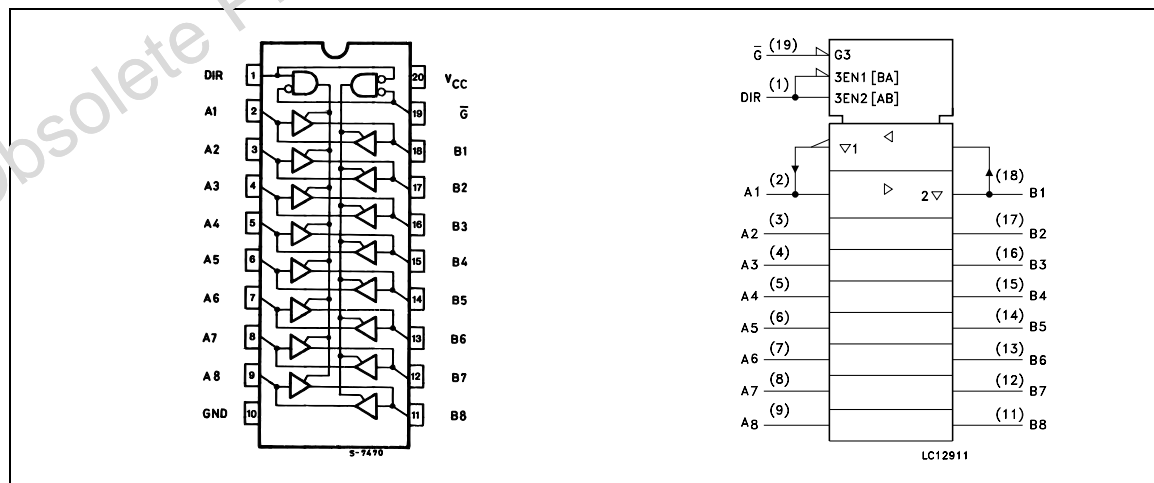 Obsolete P
DIR 1 20 VCC
A1 2 19 G̅
A2 3 18 B1
A3 4 17 B2
A4 5 16 B3
A5 6 15 B4
A6 7 14 B5
A7 8 13 B6
A8 9 12 B7
GND 10 11 B8
S-7470
G̅ (19) G3
3EN1 [BA]
DIR (1) 3EN2 [AB]
▽1 ◁
A1 (2) ▷ 2▽ (18) B1
A2 (3) (17) B2
A3 (4) (16) B3
A4 (5) (15) B4
A5 (6) (14) B5
A6 (7) (13) B6
A7 (8) (12) B7
A8 (9) (11) B8
LC12911